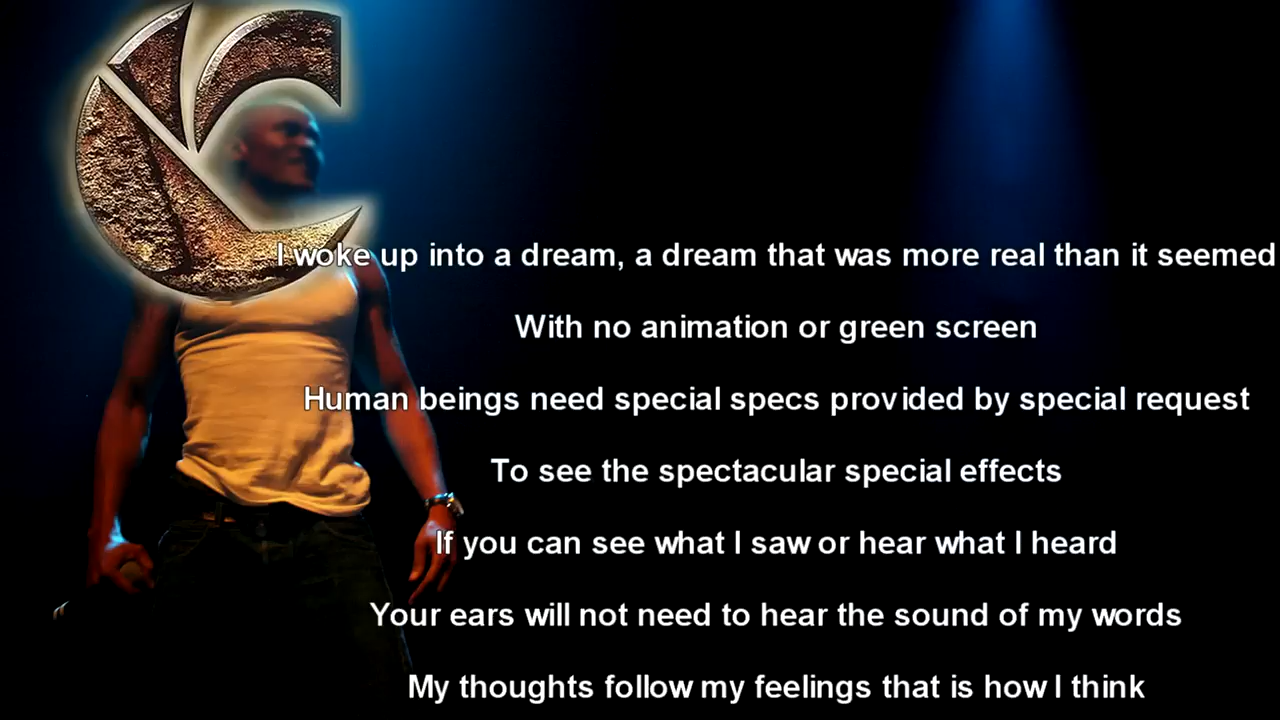 I woke up into a dream, a dream that was more real than it seemed
With no animation or green screen
Human beings need special specs provided by special request
To see the spectacular special effects
If you can see what I saw or hear what I heard
Your ears will not need to hear the sound of my words
My thoughts follow my feelings that is how I think